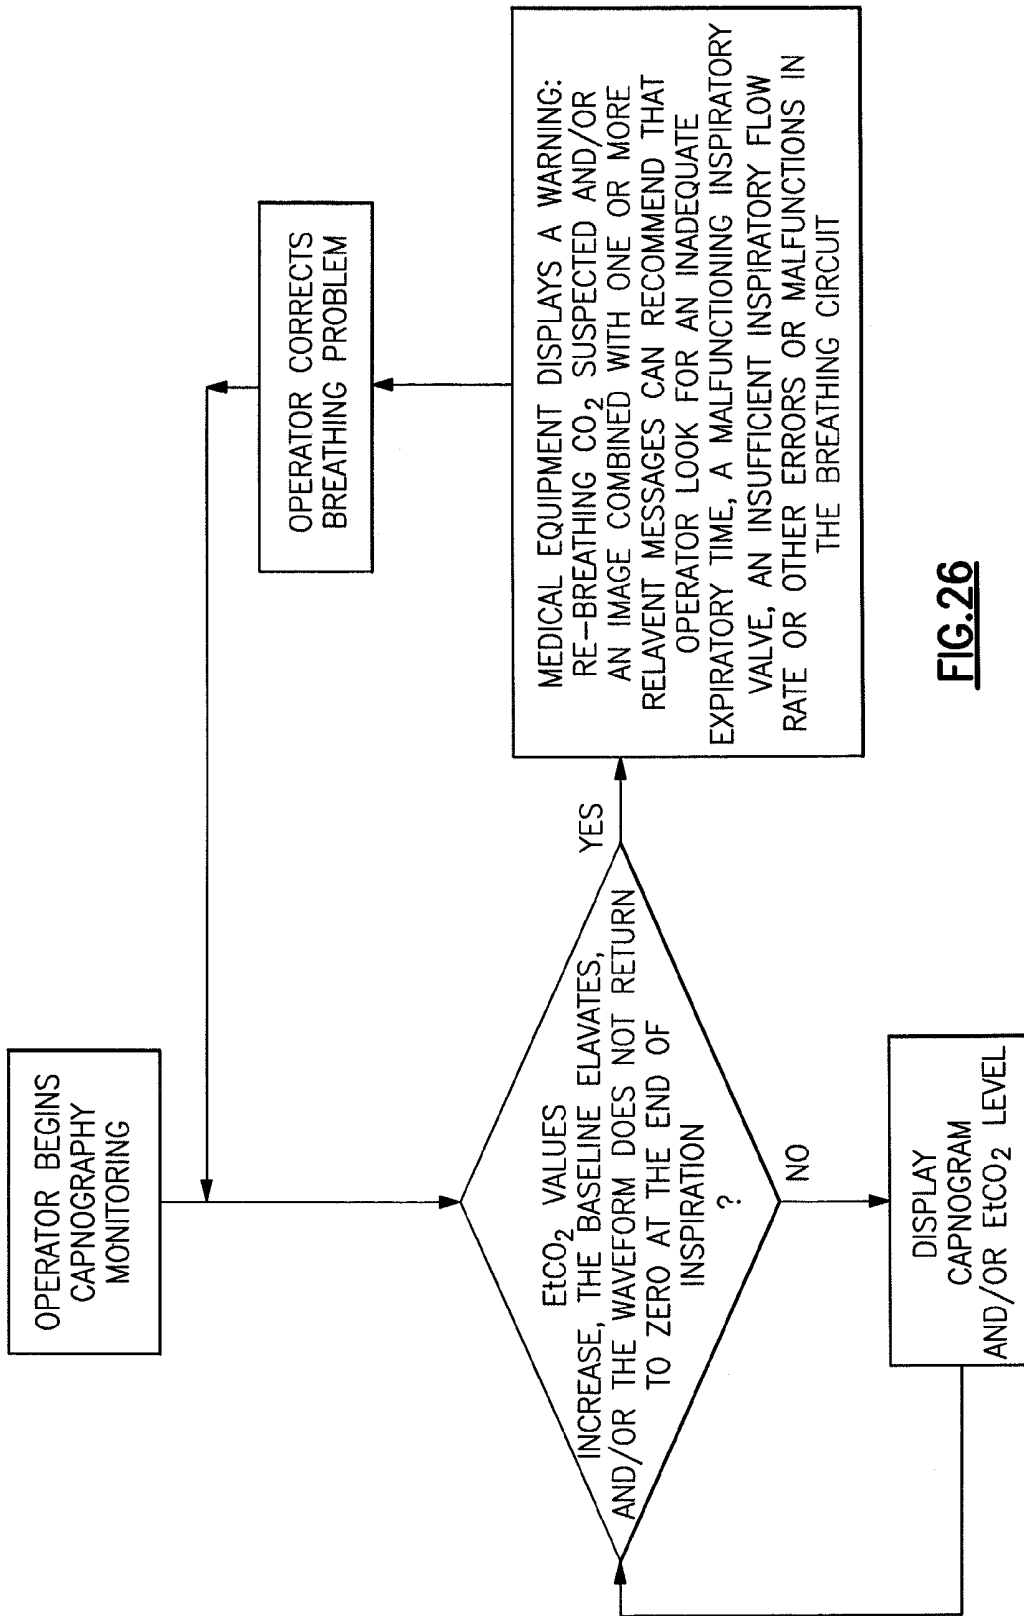 OPERATOR BEGINS
CAPNOGRAPHY
MONITORING
EtCO₂ VALUES
INCREASE, THE BASELINE ELAVATES,
AND/OR THE WAVEFORM DOES NOT RETURN
TO ZERO AT THE END OF
INSPIRATION
?
YES
NO
DISPLAY
CAPNOGRAM
AND/OR EtCO₂ LEVEL
MEDICAL EQUIPMENT DISPLAYS A WARNING:
RE-BREATHING CO₂ SUSPECTED AND/OR
AN IMAGE COMBINED WITH ONE OR MORE
RELAVENT MESSAGES CAN RECOMMEND THAT
OPERATOR LOOK FOR AN INADEQUATE
EXPIRATORY TIME, A MALFUNCTIONING INSPIRATORY
VALVE, AN INSUFFICIENT INSPIRATORY FLOW
RATE OR OTHER ERRORS OR MALFUNCTIONS IN
THE BREATHING CIRCUIT
OPERATOR CORRECTS
BREATHING PROBLEM
FIG.26